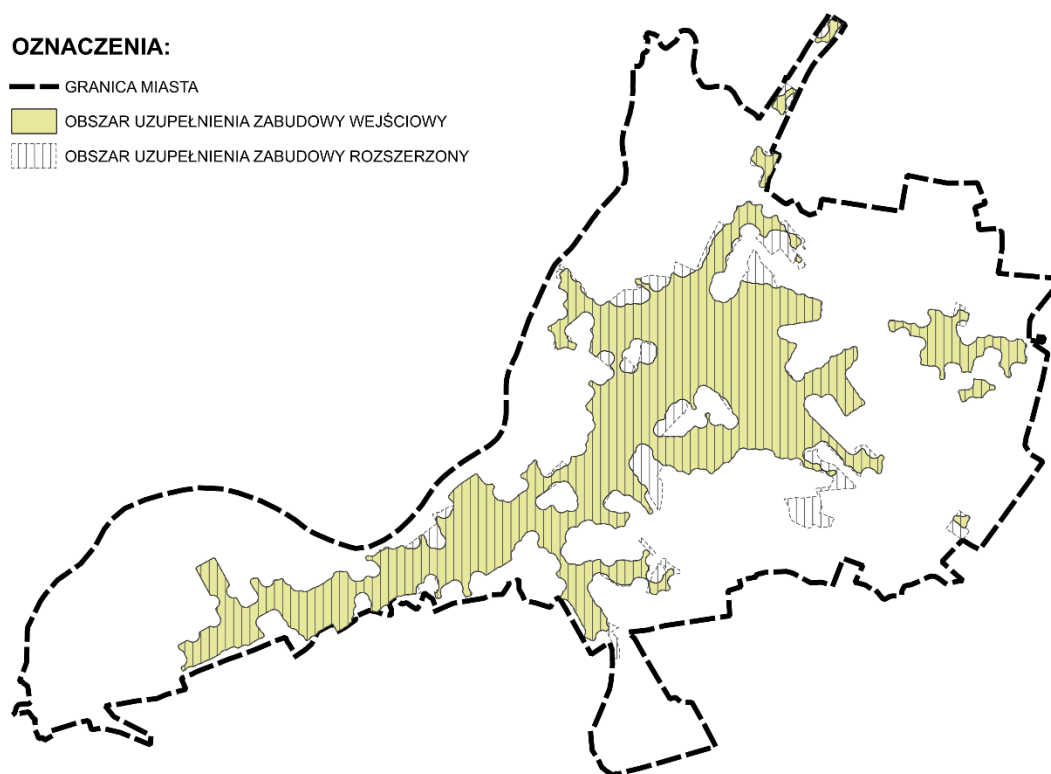 OZNACZENIA:
GRANICA MIASTA
OBSZAR UZUPEŁNIENIA ZABUDOWY WEJŚCIOWY
OBSZAR UZUPEŁNIENIA ZABUDOWY ROZSZERZONY